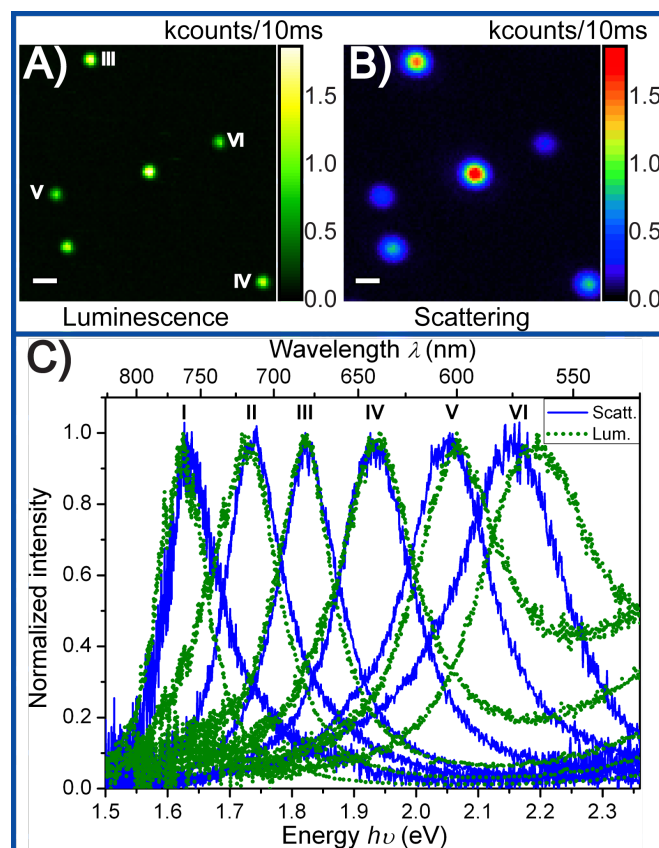 kcounts/10ms kcounts/10ms
A) III B)
1.5 1.5
VI
1.0 1.0
V
0.5 0.5
IV
0.0 0.0
Luminescence Scattering
C) Wavelength λ (nm)
800 750 700 650 600 550
I II III IV V VI
Scatt.
Lum.
1.0
0.8
0.6
0.4
0.2
0.0
Normalized intensity
1.5 1.6 1.7 1.8 1.9 2.0 2.1 2.2 2.3
Energy hυ (eV)